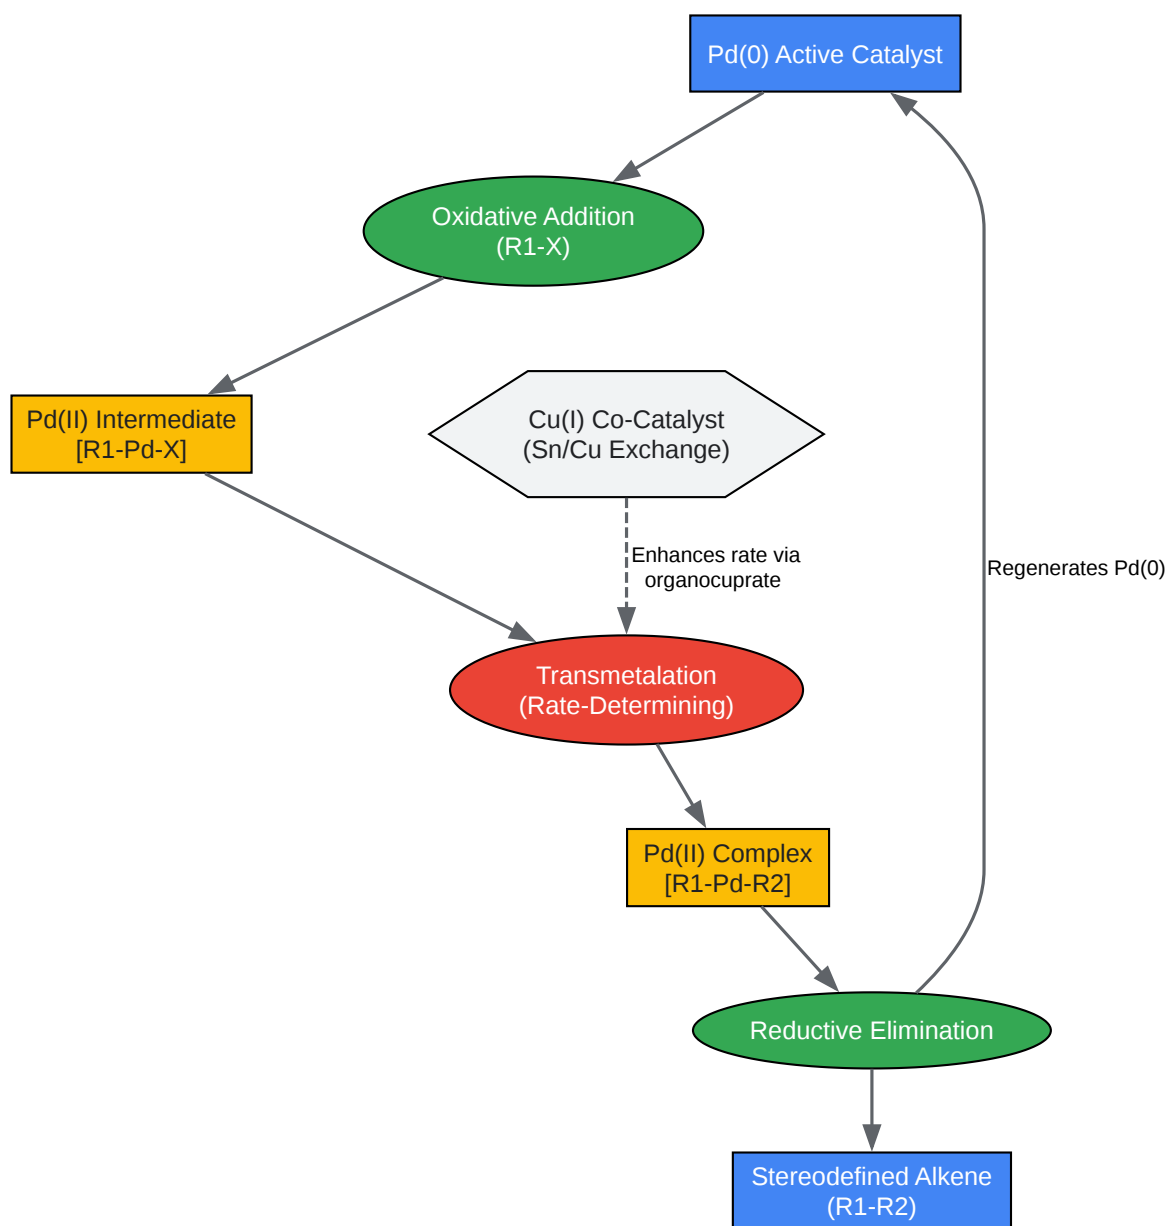 Pd(0) Active Catalyst
Oxidative Addition
(R1-X)
Pd(II) Intermediate
[R1-Pd-X]
Cu(I) Co-Catalyst
(Sn/Cu Exchange)
Enhances rate via
organocuprate
Regenerates Pd(0)
Transmetalation
(Rate-Determining)
Pd(II) Complex
[R1-Pd-R2]
Reductive Elimination
Stereodefined Alkene
(R1-R2)